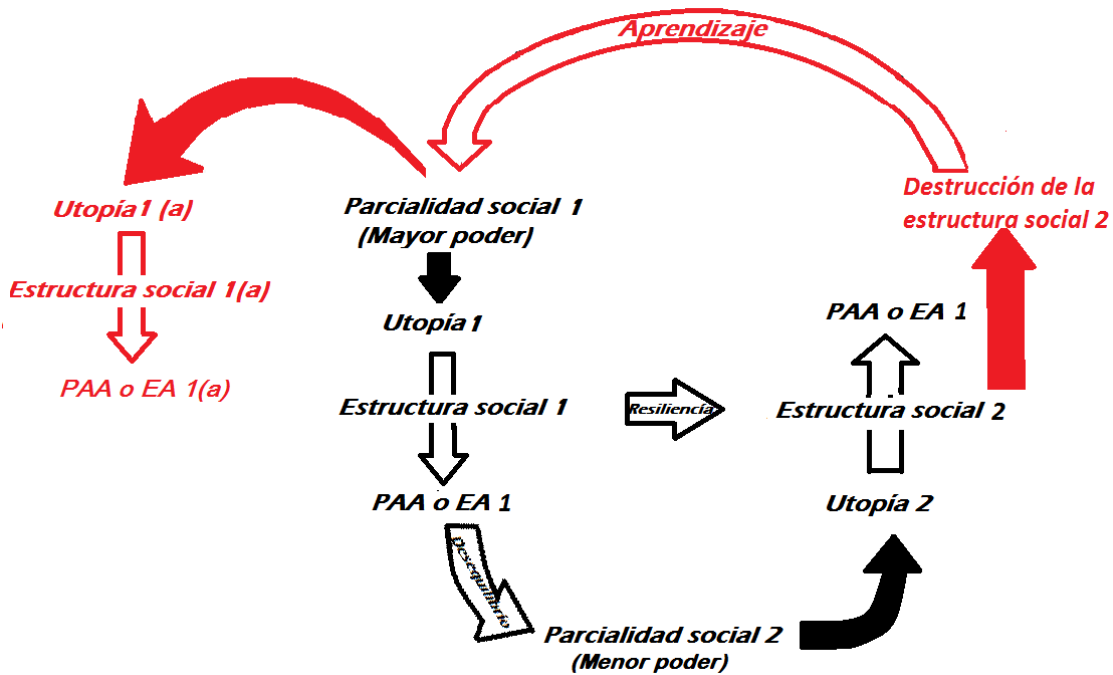 Aprendizaje
Utopía1 (a)
Estructura social 1(a)
PAA o EA 1(a)
Parcialidad social 1
(Mayor poder)
Utopía1
Estructura social 1
PAA o EA 1
Desequilibrio
Parcialidad social 2
(Menor poder)
Resiliencia
Destrucción de la
estructura social 2
PAA o EA 1
Estructura social 2
Utopía 2